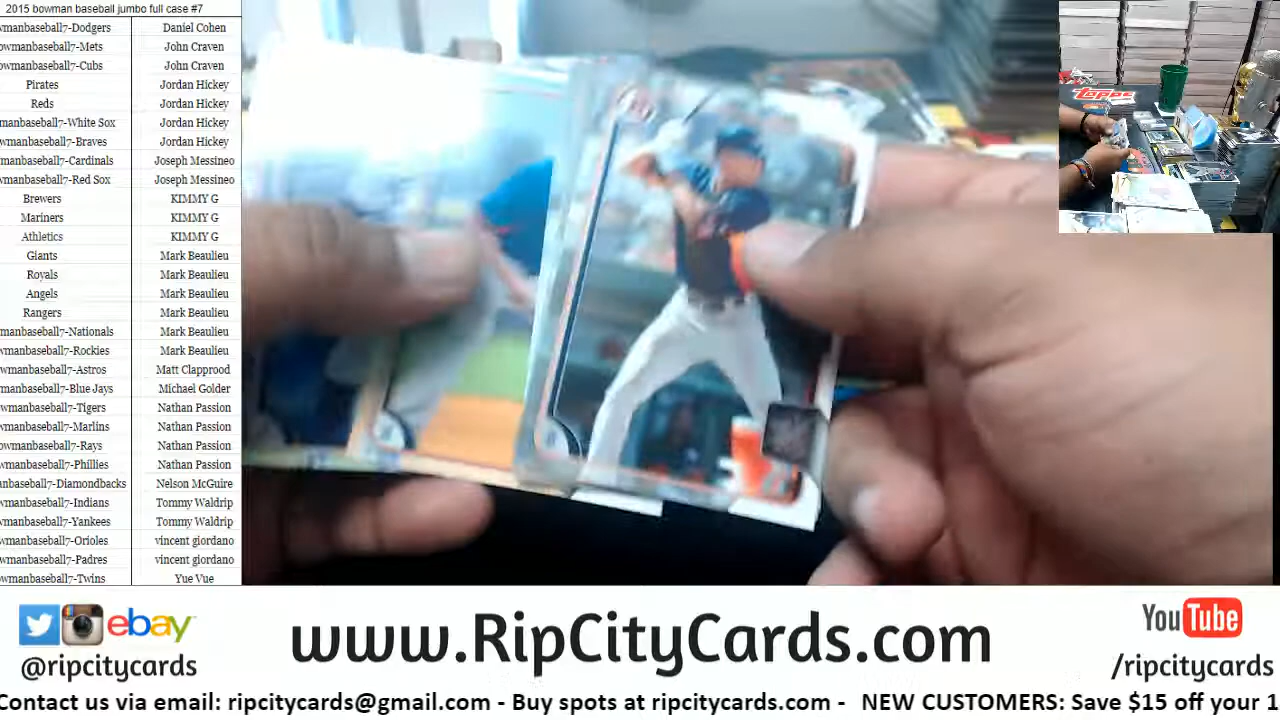 2015 bowman baseball jumbo full case #7
wmanbaseball7-Dodgers Daniel Cohen
owmanbaseball7-Mets John Craven
owmanbaseball7-Cubs John Craven
Pirates Jordan Hickey
Reds Jordan Hickey
manbaseball7-White Sox Jordan Hickey
wmanbaseball7-Braves Jordan Hickey
manbaseball7-Cardinals Joseph Messineo
wmanbaseball7-Red Sox Joseph Messineo
Brewers KIMMY G
Mariners KIMMY G
Athletics KIMMY G
Giants Mark Beaulieu
Royals Mark Beaulieu
Angels Mark Beaulieu
Rangers Mark Beaulieu
manbaseball7-Nationals Mark Beaulieu
wmanbaseball7-Rockies Mark Beaulieu
wmanbaseball7-Astros Matt Clapprood
manbaseball7-Blue Jays Michael Golder
wmanbaseball7-Tigers Nathan Passion
wmanbaseball7-Marlins Nathan Passion
owmanbaseball7-Rays Nathan Passion
wmanbaseball7-Phillies Nathan Passion
nbaseball7-Diamondbacks Nelson McGuire
wmanbaseball7-Indians Tommy Waldrip
wmanbaseball7-Yankees Tommy Waldrip
wmanbaseball7-Orioles vincent giordano
owmanbaseball7-Padres vincent giordano
owmanbaseball7-Twins Yue Vue
Topps
ebay
@ripcitycards
www.RipCityCards.com
YouTube
/ripcitycards
Contact us via email: ripcitycards@gmail.com - Buy spots at ripcitycards.com - NEW CUSTOMERS: Save $15 off your 1